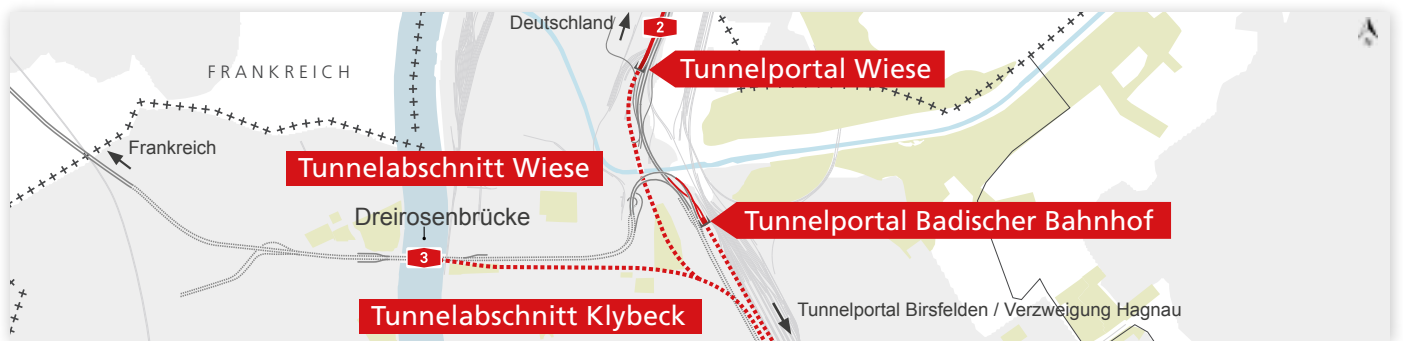 Deutschland
2
Tunnelportal Wiese
FRANKREICH
Frankreich
Tunnelabschnitt Wiese
Dreirosenbrücke
Tunnelportal Badischer Bahnhof
3
Tunnelabschnitt Klybeck
Tunnelportal Birsfelden / Verzweigung Hagnau